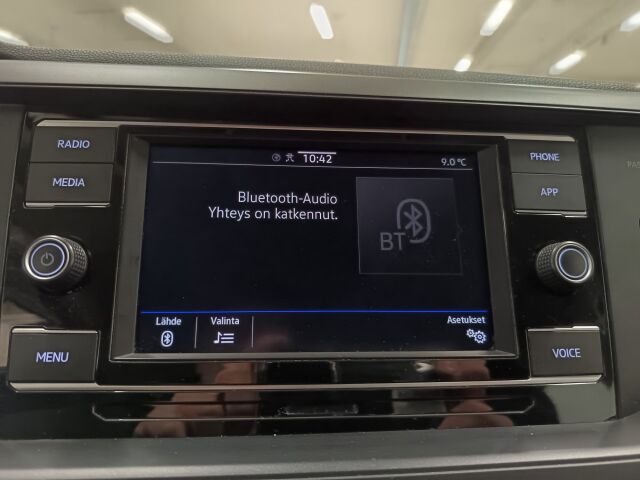 RADIO
MEDIA
MENU
10:42
9.0 °C
Bluetooth-Audio
Yhteys on katkennut.
BT
Lähde
Valinta
Asetukset
PHONE
APP
VOICE